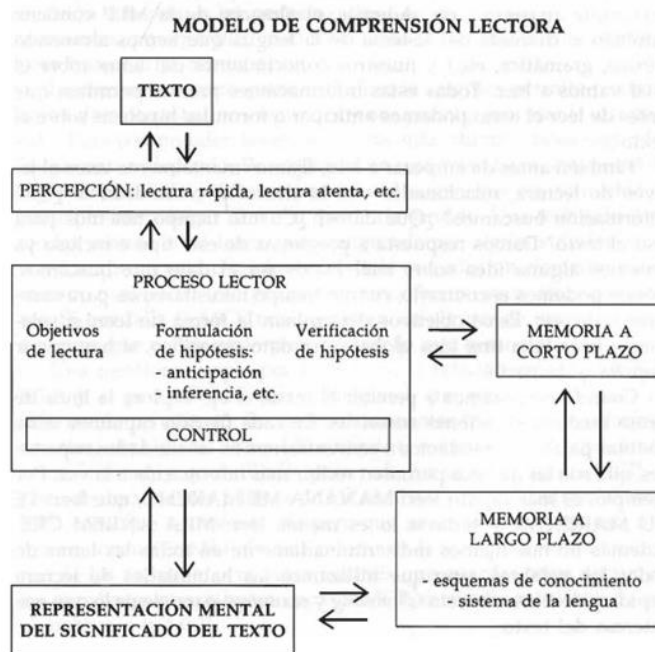 MODELO DE COMPRENSIÓN LECTORA
TEXTO
PERCEPCIÓN: lectura rápida, lectura atenta, etc.
PROCESO LECTOR
Objetivos
de lectura
Formulación
de hipótesis:
- anticipación
- inferencia, etc.
Verificación
de hipótesis
CONTROL
MEMORIA A
CORTO PLAZO
MEMORIA A
LARGO PLAZO
- esquemas de conocimiento
- sistema de la lengua
REPRESENTACIÓN MENTAL
DEL SIGNIFICADO DEL TEXTO